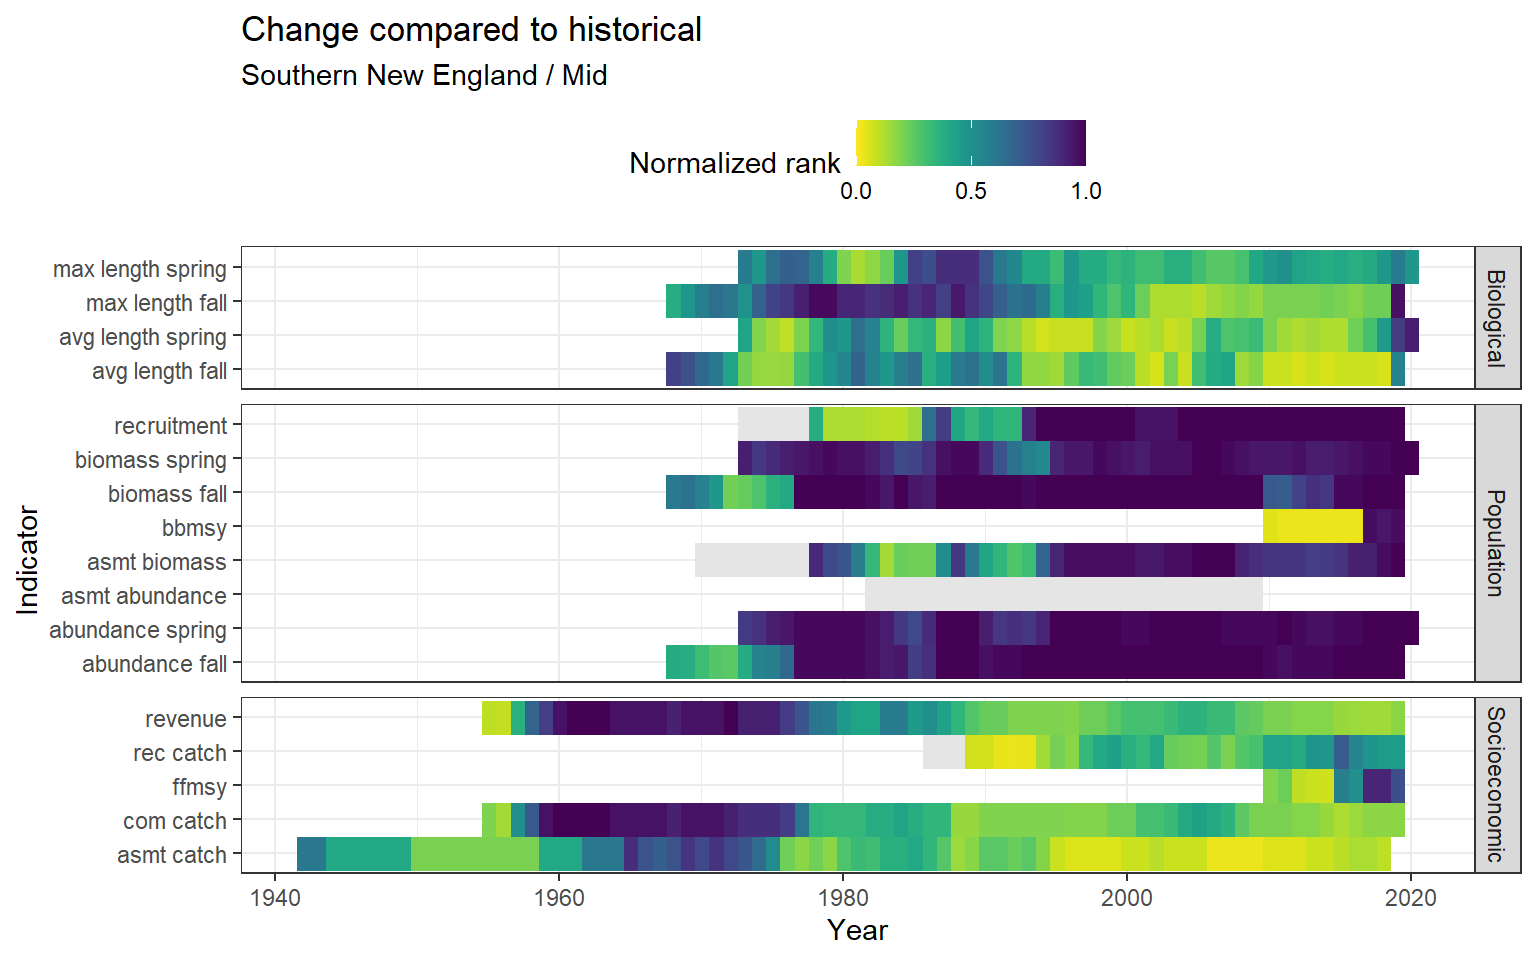 Change compared to historical
Southern New England / Mid
Normalized rank
0.0 0.5 1.0
max length spring
max length fall
avg length spring
avg length fall
Biological
recruitment
biomass spring
biomass fall
bbmsy
asmt biomass
asmt abundance
abundance spring
abundance fall
Population
revenue
rec catch
ffmsy
com catch
asmt catch
Socioeconomic
Indicator
1940 1960 1980 2000 2020
Year